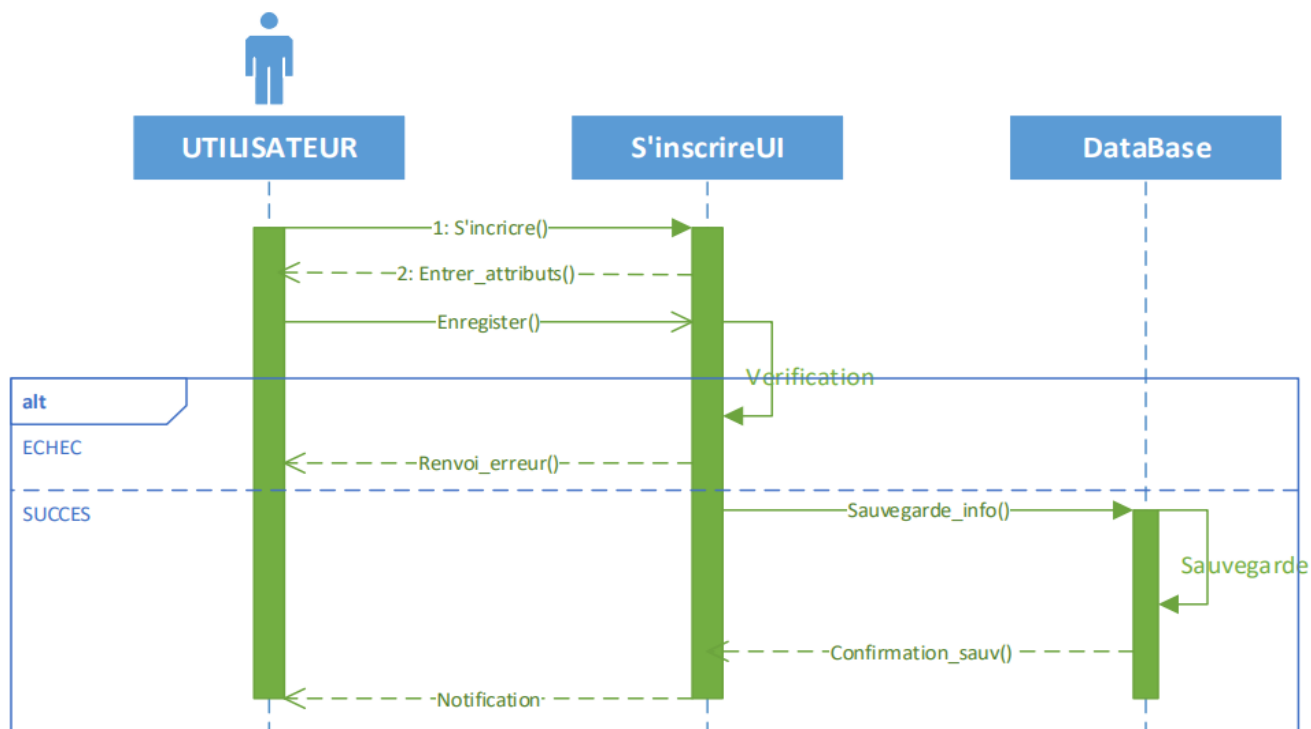 UTILISATEUR
S'inscrireUI
DataBase
1: S'incricre()
2: Entrer_attributs()
Enregister()
Verification
alt
ECHEC
Renvoi_erreur()
SUCCES
Sauvegarde_info()
Sauvegarde
Confirmation_sauv()
Notification